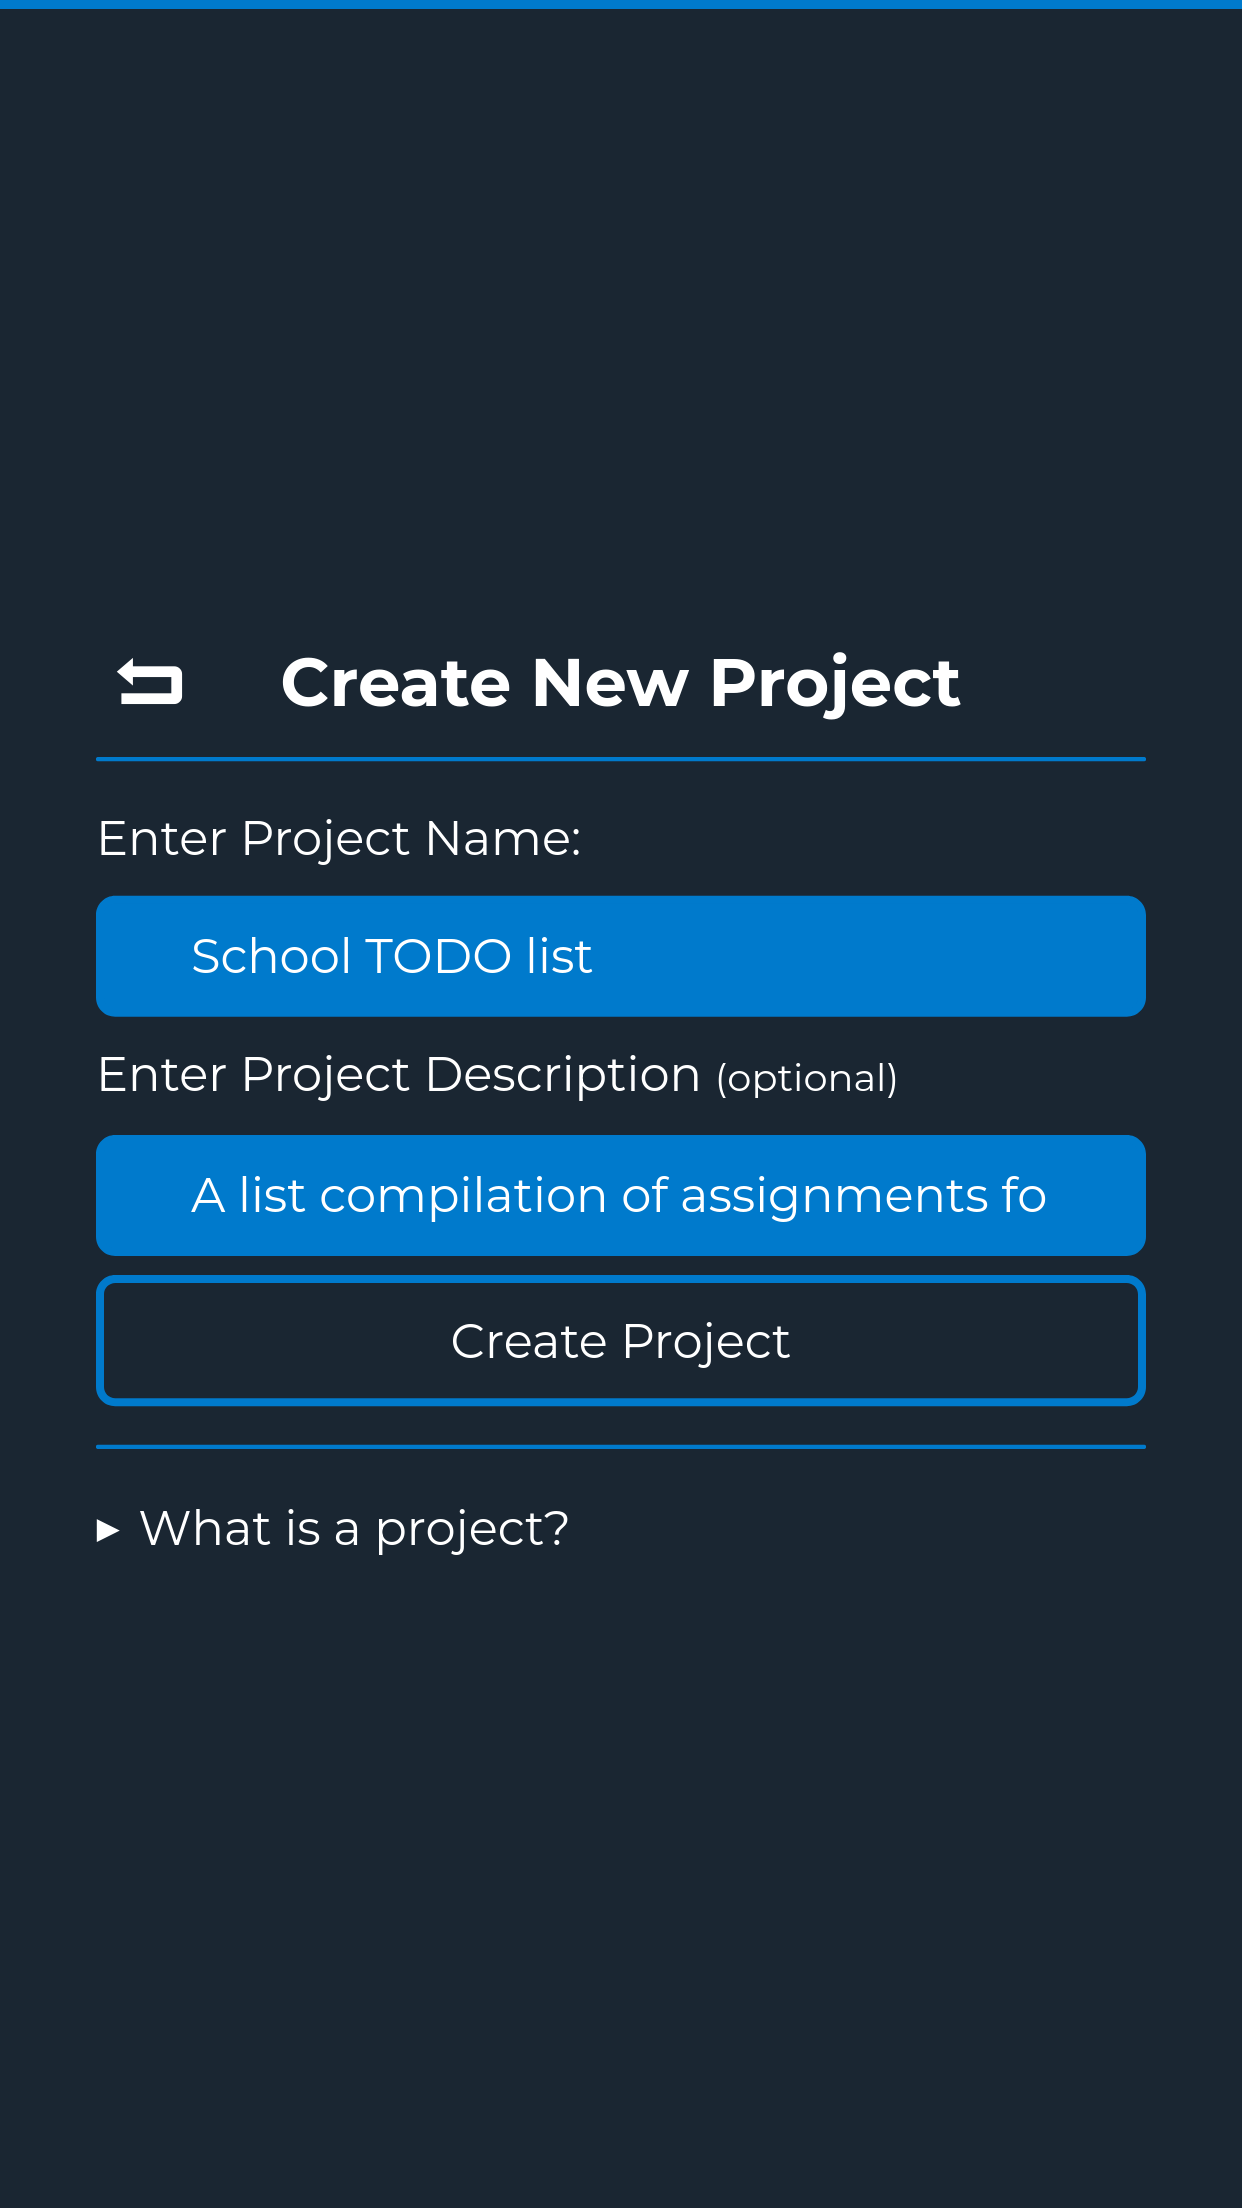 Create New Project
Enter Project Name:
School TODO list
Enter Project Description (optional)
A list compilation of assignments fo
Create Project
What is a project?